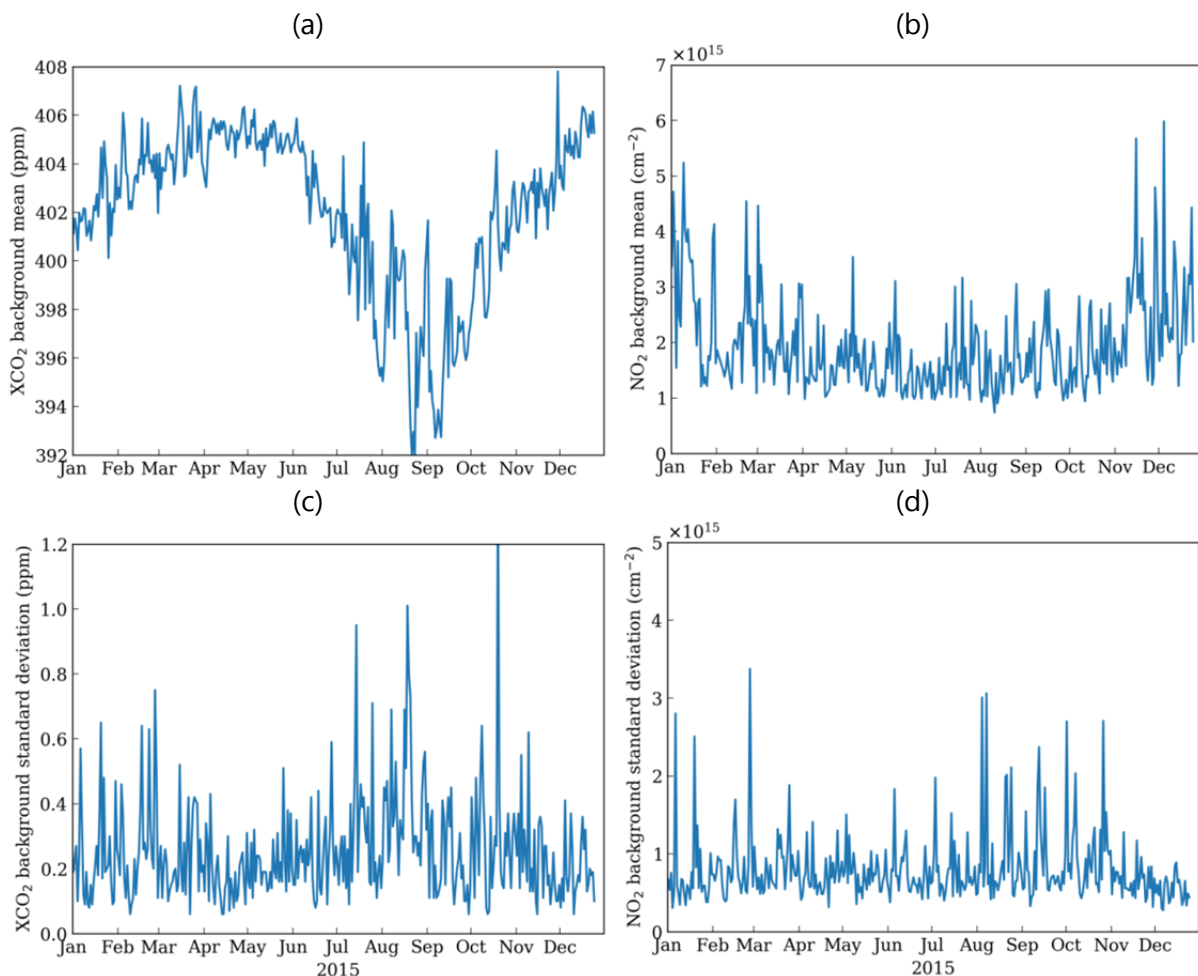 (a)
XCO₂ background mean (ppm)
408
406
404
402
400
398
396
394
392
Jan Feb Mar Apr May Jun Jul Aug Sep Oct Nov Dec
(b)
×10¹⁵
NO₂ background mean (cm⁻²)
7
6
5
4
3
2
1
0
Jan Feb Mar Apr May Jun Jul Aug Sep Oct Nov Dec
(c)
XCO₂ background standard deviation (ppm)
1.2
1.0
0.8
0.6
0.4
0.2
0.0
Jan Feb Mar Apr May Jun Jul Aug Sep Oct Nov Dec
2015
(d)
×10¹⁵
NO₂ background standard deviation (cm⁻²)
5
4
3
2
1
0
Jan Feb Mar Apr May Jun Jul Aug Sep Oct Nov Dec
2015